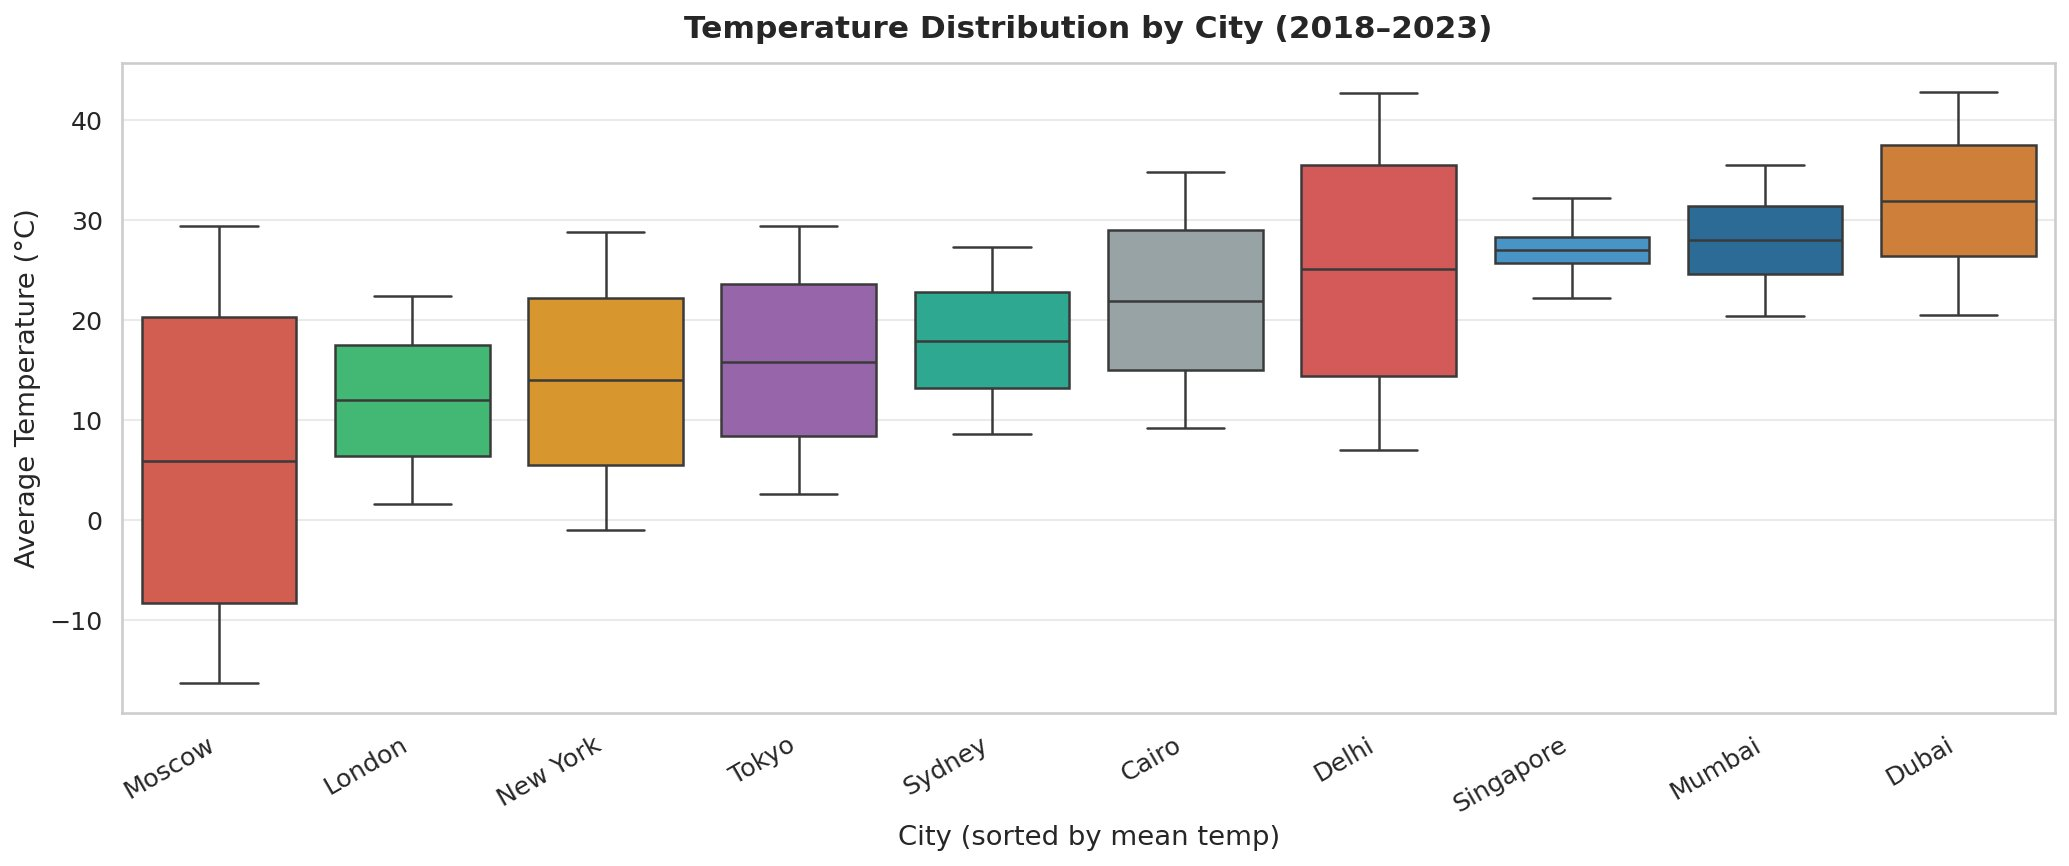 Temperature Distribution by City (2018–2023)
Average Temperature (°C)
40
30
20
10
0
−10
Moscow
London
New York
Tokyo
Sydney
Cairo
Delhi
Singapore
Mumbai
Dubai
City (sorted by mean temp)